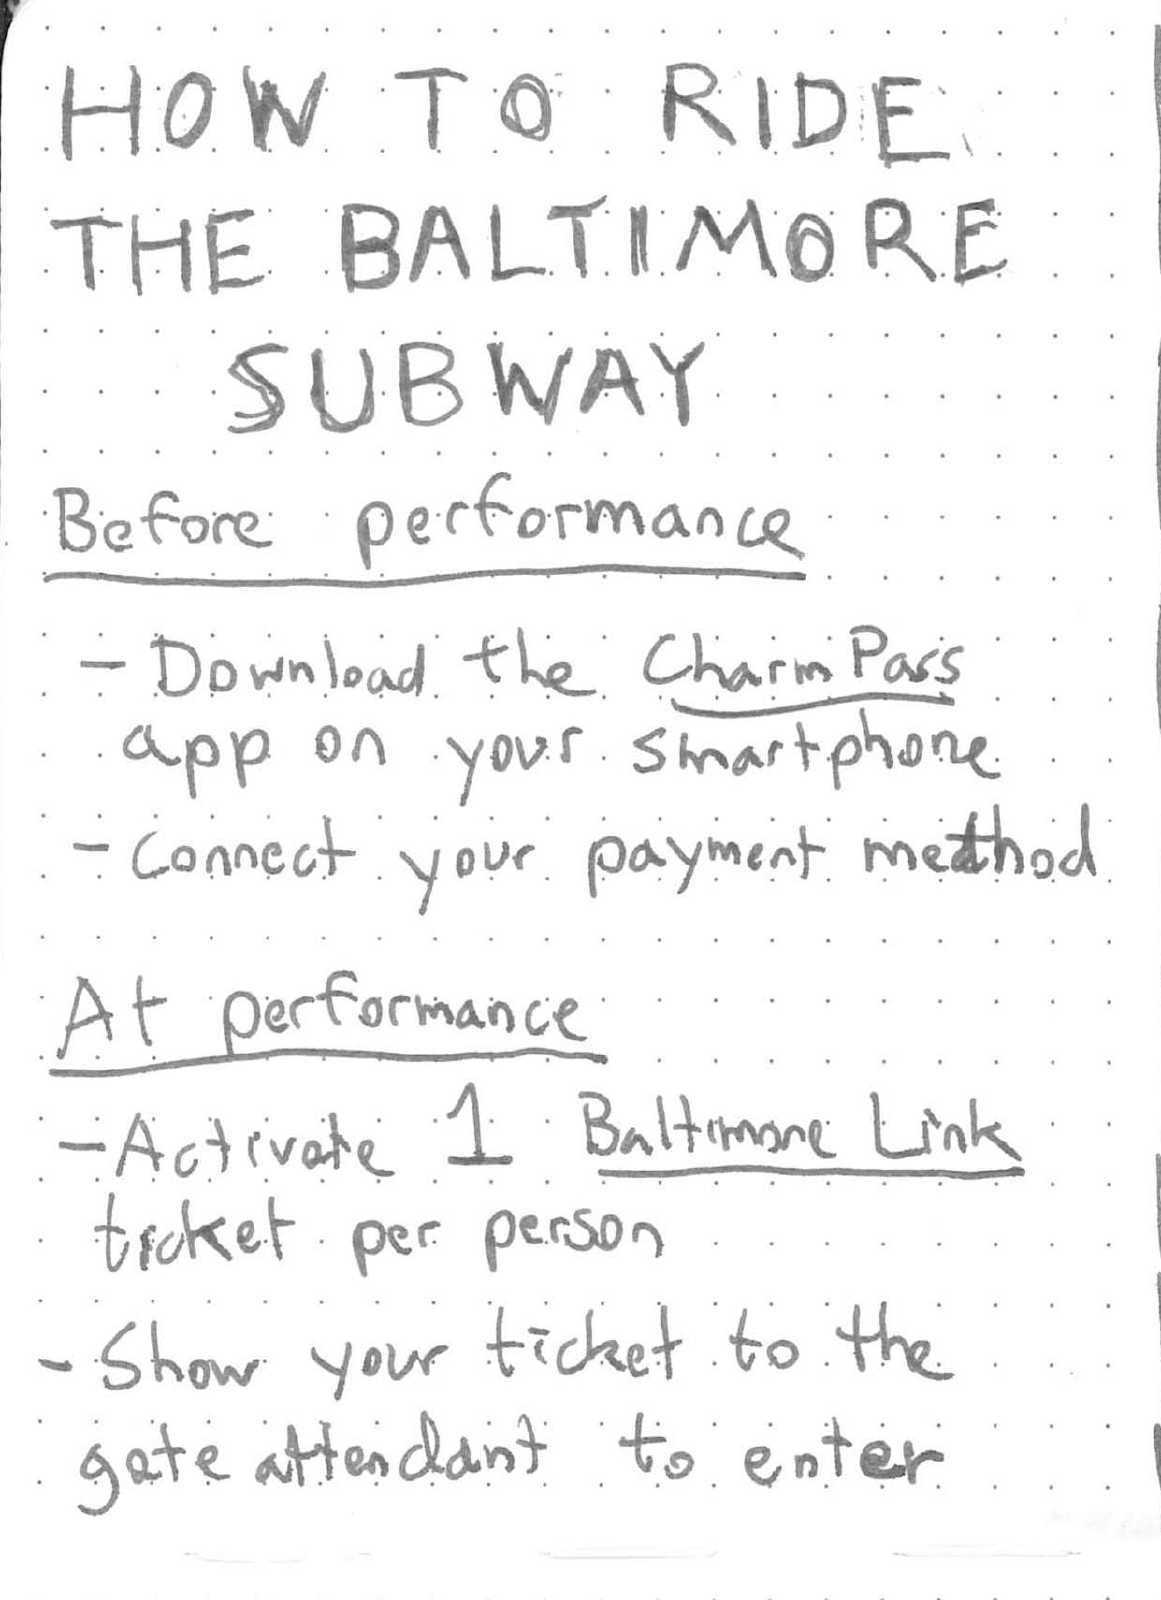 HOW TO RIDE
THE BALTIMORE
SUBWAY
Before performance
- Download the CharmPass
app on your smartphone
- Connect your payment method
At performance
- Activate 1 Baltimore Link
ticket per person
- Show your ticket to the
gate attendant to enter